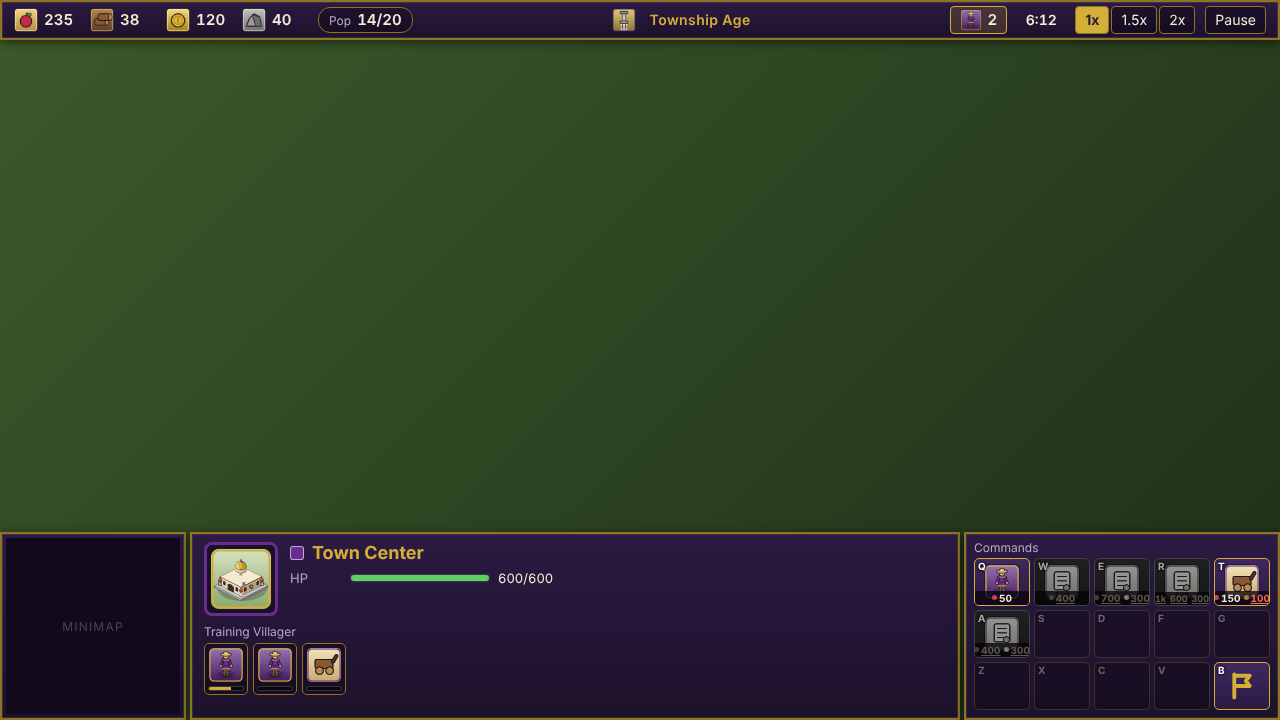 235 38 120 40 Pop 14/20 Township Age 2 6:12 1x 1.5x 2x Pause
MINIMAP
Town Center
HP 600/600
Training Villager
Commands
Q W E R T
50 400 700 300 1k 600 300 150 100
A S D F G
400 300
Z X C V B